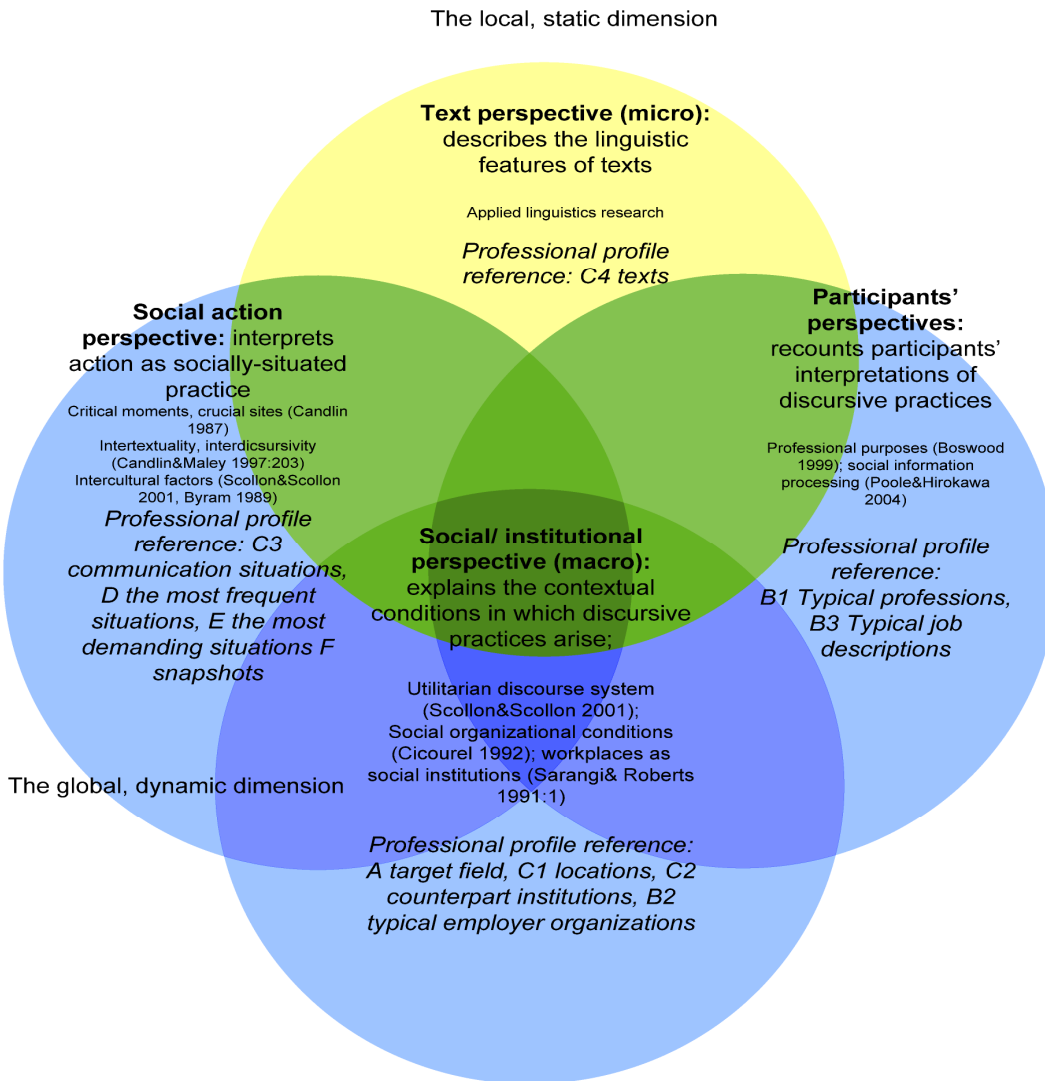 The local, static dimension
Text perspective (micro):
describes the linguistic
features of texts
Applied linguistics research
Professional profile
reference: C4 texts
Social action
perspective: interprets
action as socially-situated
practice
Critical moments, crucial sites (Candlin
1987)
Intertextuality, interdicsursivity
(Candlin&Maley 1997:203)
Intercultural factors (Scollon&Scollon
2001, Byram 1989)
Professional profile
reference: C3
communication situations,
D the most frequent
situations, E the most
demanding situations F
snapshots
Participants’
perspectives:
recounts participants’
interpretations of
discursive practices
Professional purposes (Boswood
1999); social information
processing (Poole&Hirokawa
2004)
Professional profile
reference:
B1 Typical professions,
B3 Typical job
descriptions
Social/ institutional
perspective (macro):
explains the contextual
conditions in which discursive
practices arise;
Utilitarian discourse system
(Scollon&Scollon 2001);
Social organizational conditions
(Cicourel 1992); workplaces as
social institutions (Sarangi& Roberts
1991:1)
The global, dynamic dimension
Professional profile reference:
A target field, C1 locations, C2
counterpart institutions, B2
typical employer organizations